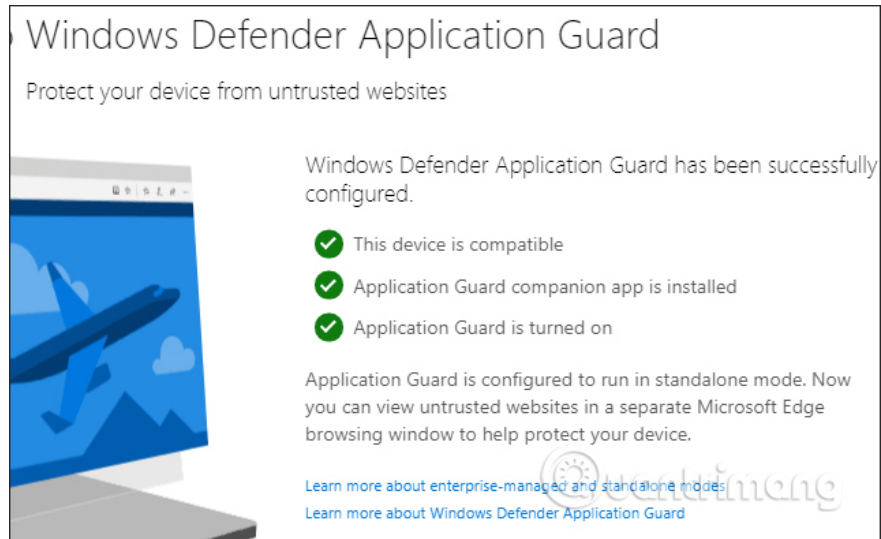 Windows Defender Application Guard
Protect your device from untrusted websites
Windows Defender Application Guard has been successfully
configured.
This device is compatible
Application Guard companion app is installed
Application Guard is turned on
Application Guard is configured to run in standalone mode. Now
you can view untrusted websites in a separate Microsoft Edge
browsing window to help protect your device.
Learn more about enterprise-managed and standalone modes
Learn more about Windows Defender Application Guard
Quantrimang